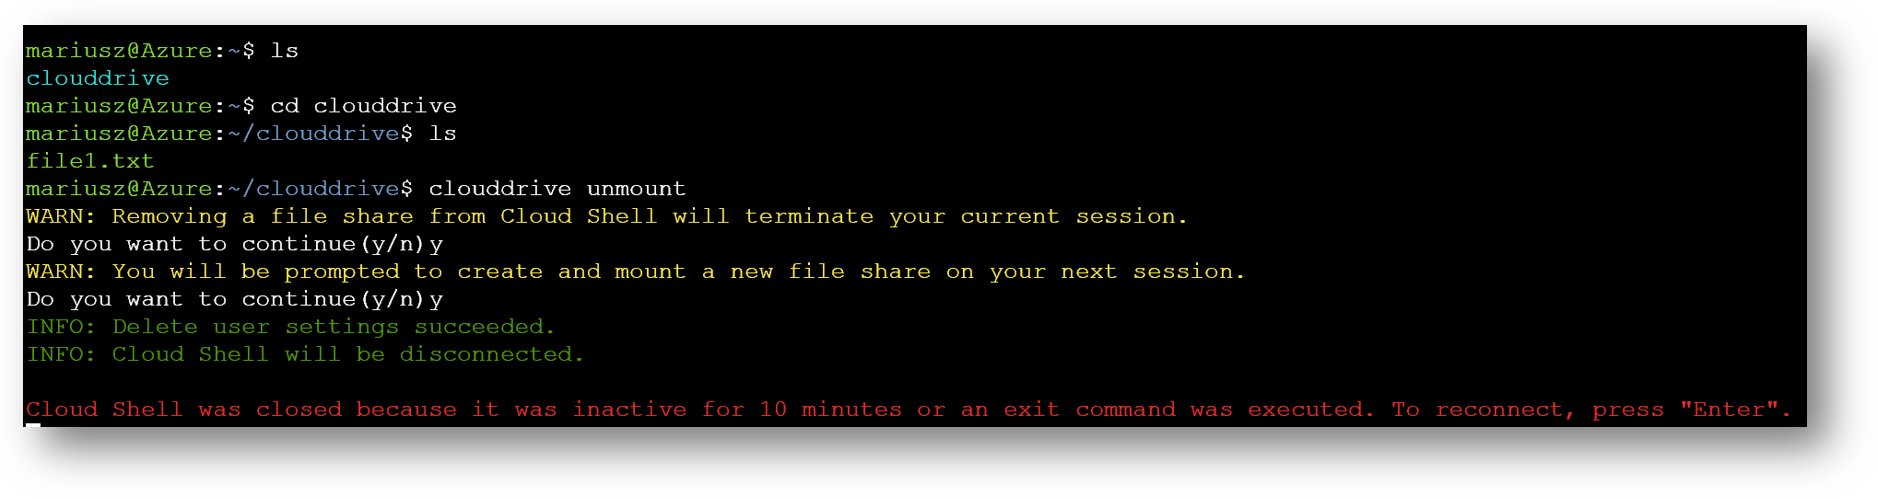 mariusz@Azure:~$ ls
clouddrive
mariusz@Azure:~$ cd clouddrive
mariusz@Azure:~/clouddrive$ ls
file1.txt
mariusz@Azure:~/clouddrive$ clouddrive unmount
WARN: Removing a file share from Cloud Shell will terminate your current session.
Do you want to continue(y/n)y
WARN: You will be prompted to create and mount a new file share on your next session.
Do you want to continue(y/n)y
INFO: Delete user settings succeeded.
INFO: Cloud Shell will be disconnected.
Cloud Shell was closed because it was inactive for 10 minutes or an exit command was executed. To reconnect, press "Enter".